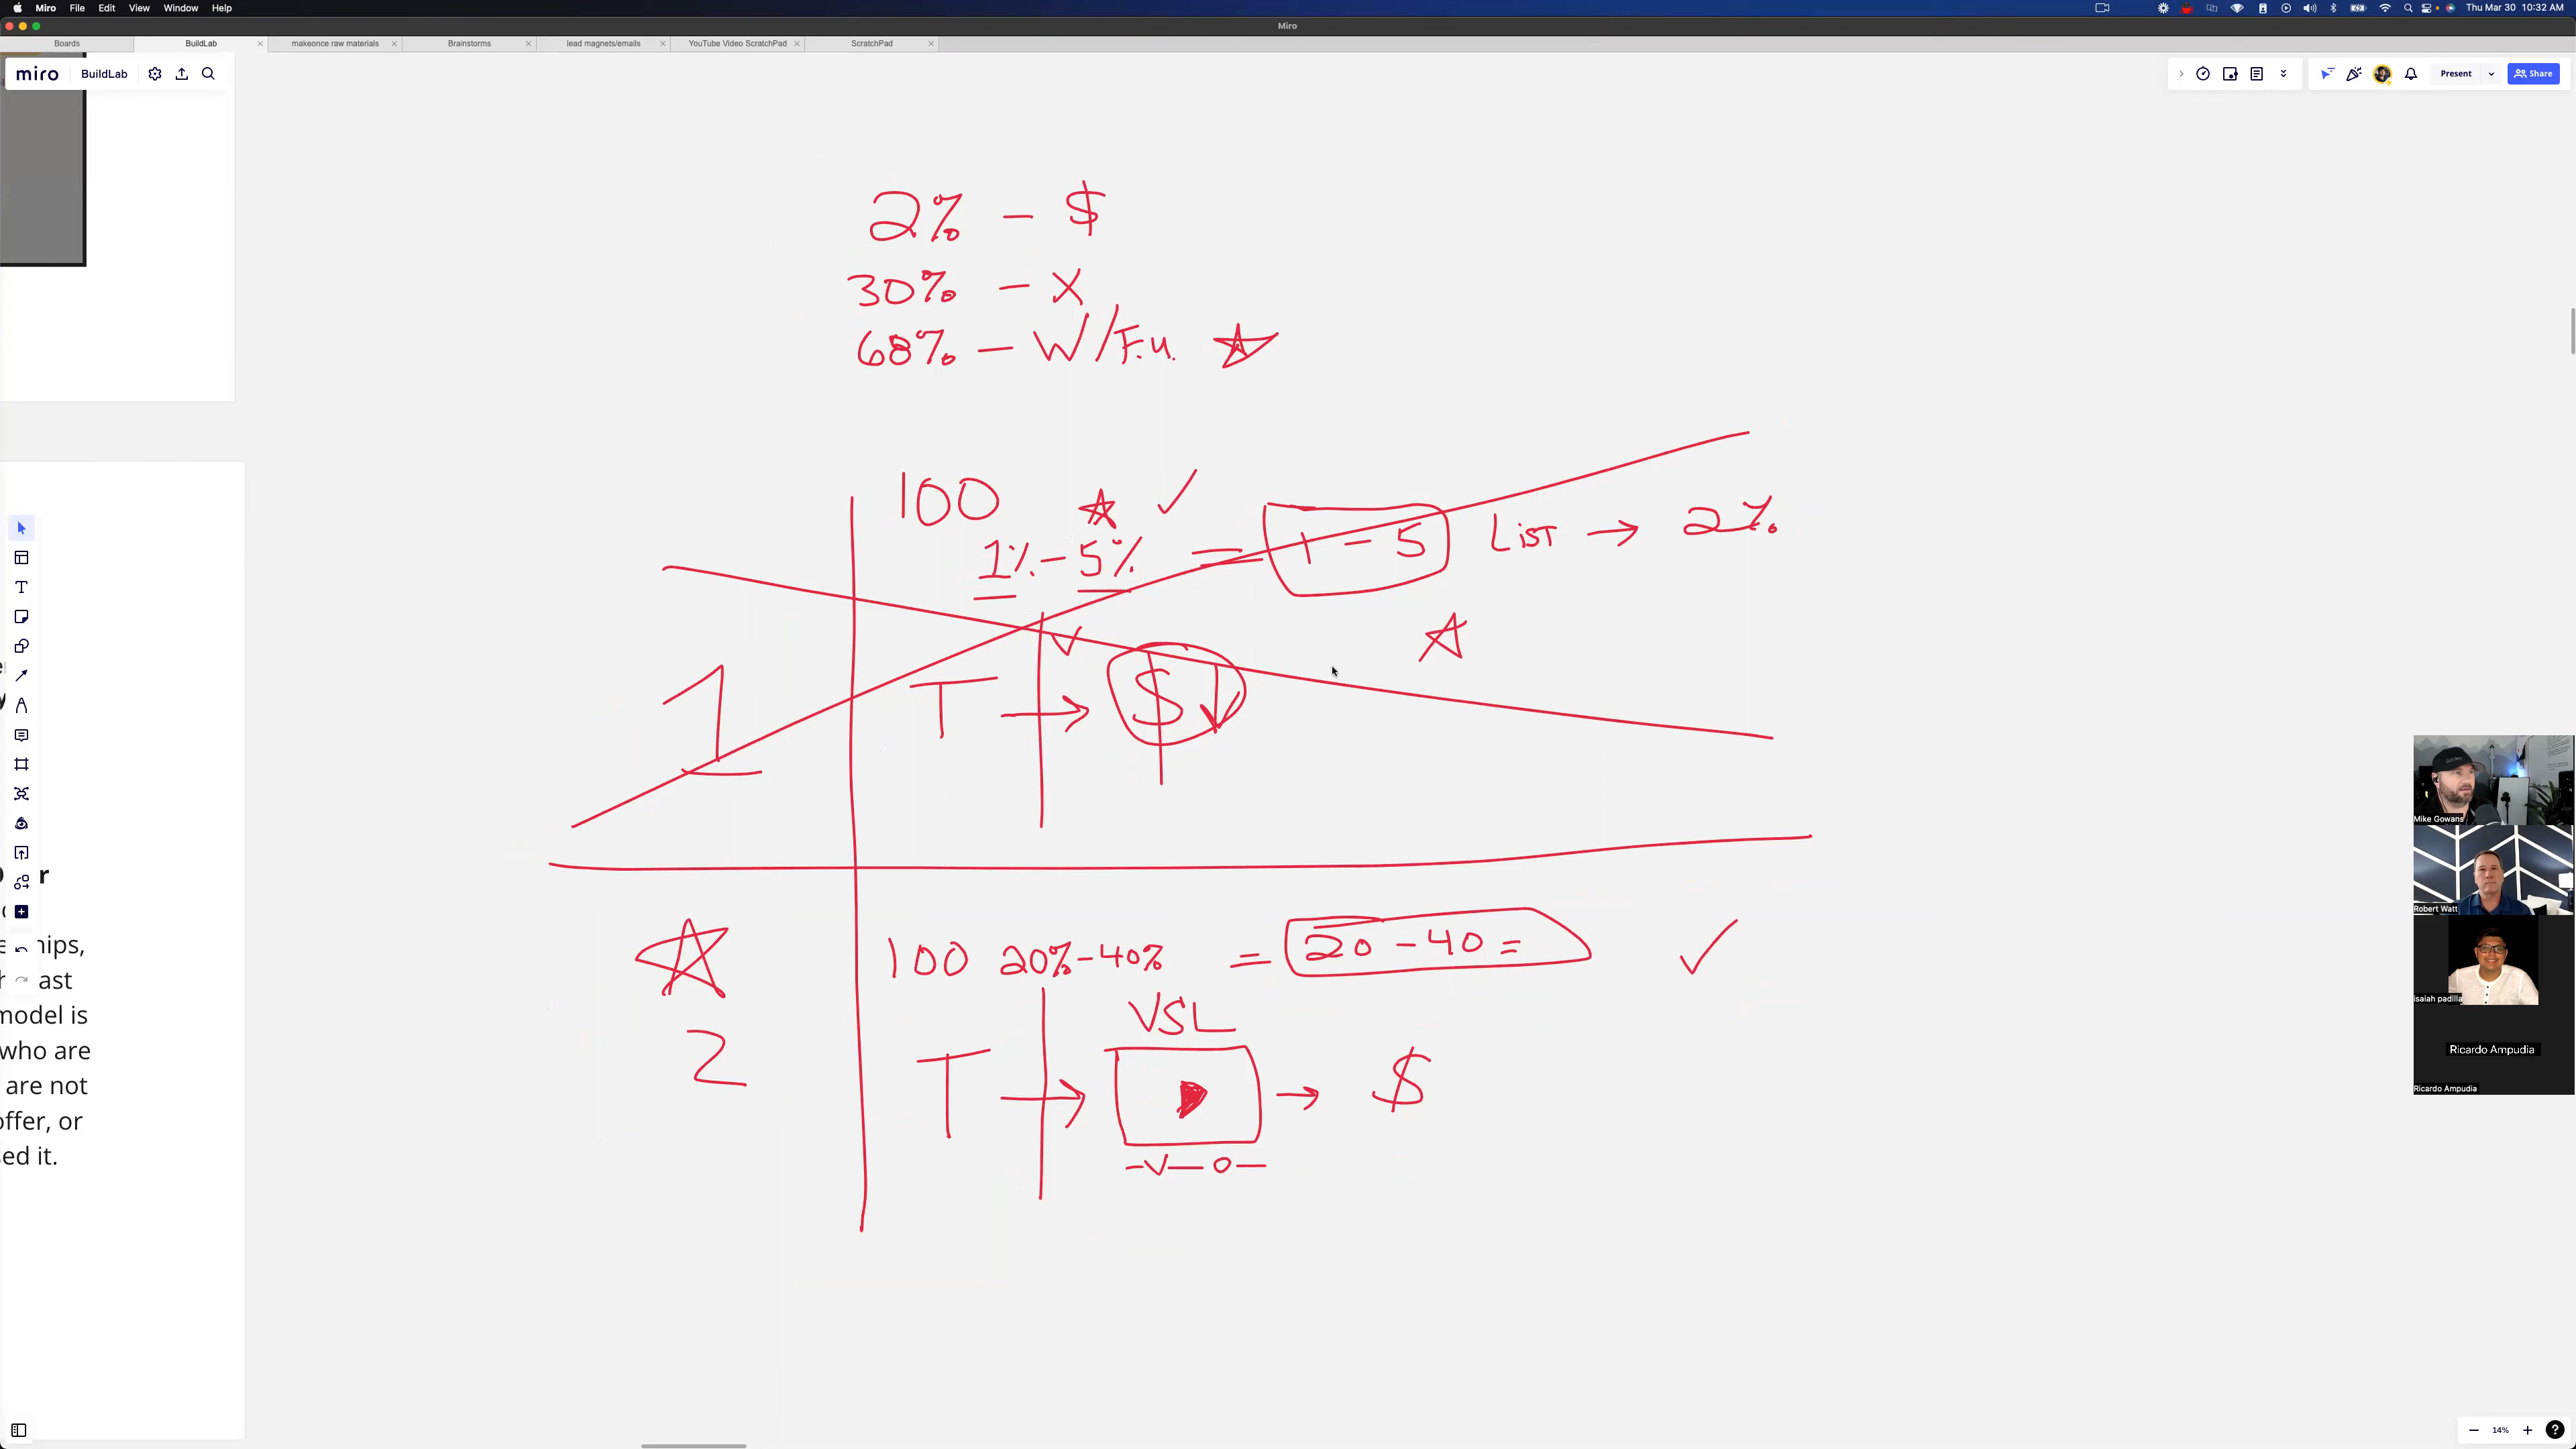 Miro File Edit View Window Help
Thu Mar 30 10:32 AM
Miro
Boards
BuildLab
makeonce raw materials
Brainstorms
lead magnets/emails
YouTube Video ScratchPad
ScratchPad
miro BuildLab
Present
Share
2% - $
30% - X
68% - W/F.u.
100
1% - 5% = 1 - 5 List → 2%
1
T → $↓
100 20% - 40% = 20 - 40 =
VSL
2
T → → $
-V—O—
r
hips,
ast
model is
who are
are not
offer, or
sed it.
Mike Gowans
Robert Watt
isaiah padilla
Ricardo Ampudia
Ricardo Ampudia
14%